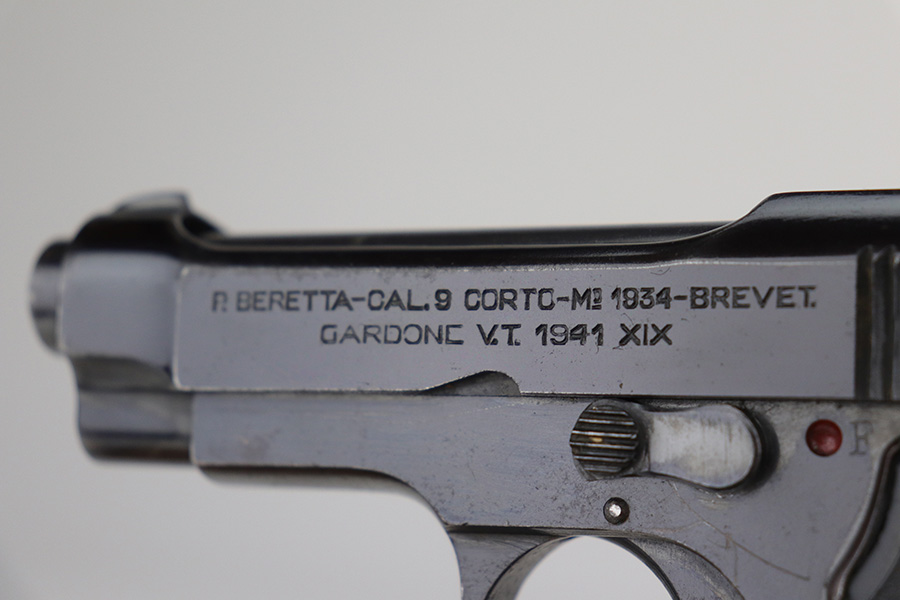 P. BERETTA-CAL. 9 CORTO-Mº 1934-BREVET.
GARDONE V.T. 1941 XIX
F